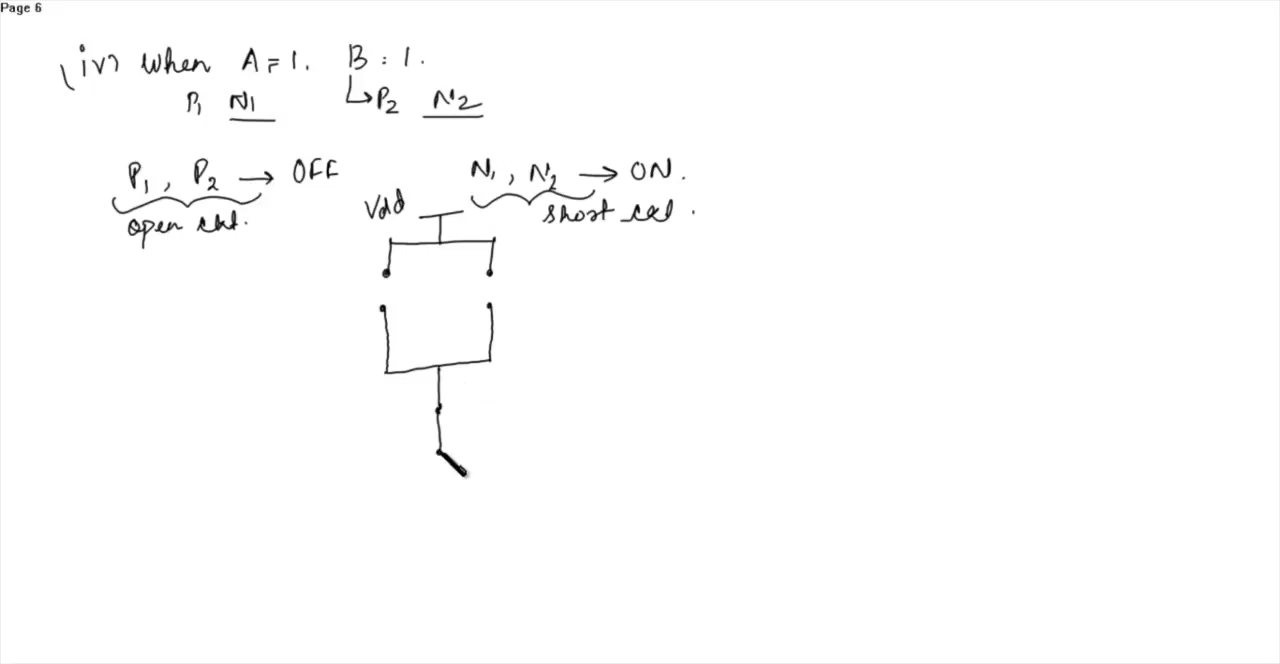 Page 6
(iv) when A = 1. B : 1.
P1 N1 P2 N2
P1, P2 → OFF N1, N2 → ON.
open ckt. short ckt.
Vdd